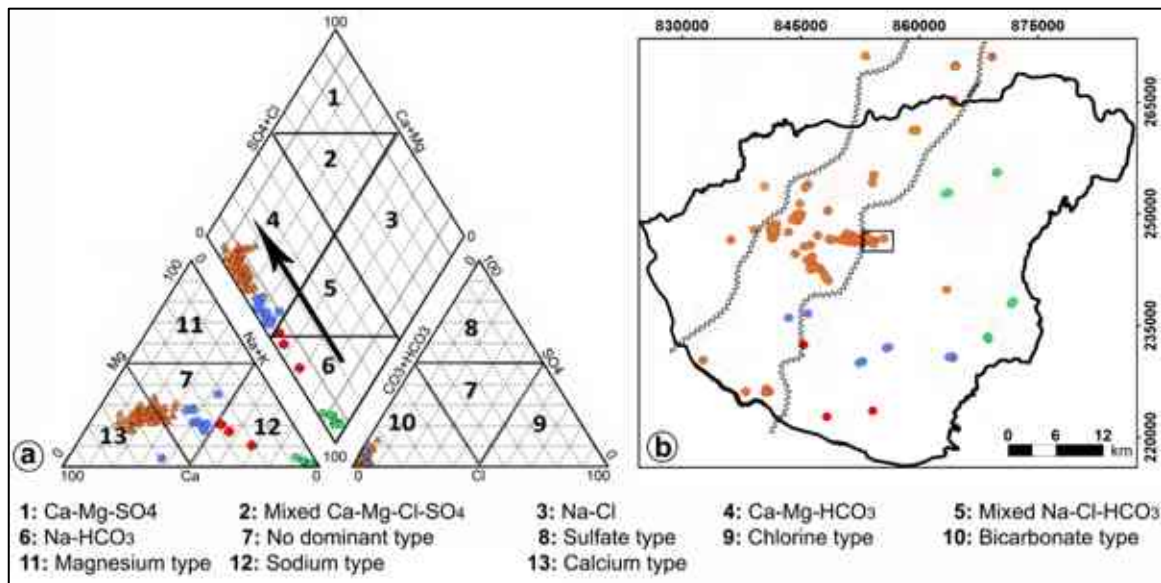 100
1
SO4+Cl
Ca+Mg
2
4
3
0
0
5
100
100
0
0
11
Mg
Na+K
6
CO3+HCO3
8
SO4
7
7
13
12
10
9
a
100
Ca
0
100
0
Cl
100
0
830000 845000 860000 875000
265000
250000
235000
220000
b
0 6 12
km
1: Ca-Mg-SO4 2: Mixed Ca-Mg-Cl-SO4 3: Na-Cl 4: Ca-Mg-HCO3 5: Mixed Na-Cl-HCO3
6: Na-HCO3 7: No dominant type 8: Sulfate type 9: Chlorine type 10: Bicarbonate type
11: Magnesium type 12: Sodium type 13: Calcium type